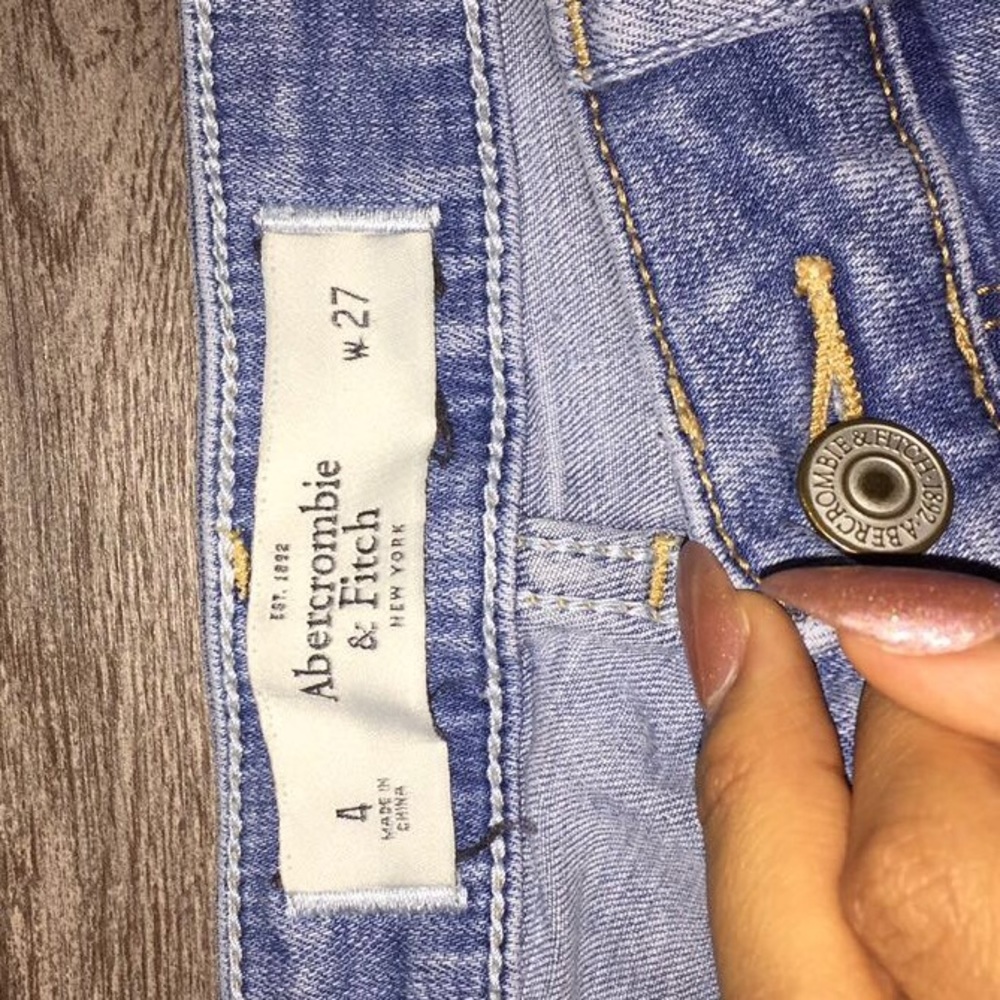 4
MADE IN
CHINA
EST. 1892
Abercrombie
& Fitch
NEW YORK
W 27
ABERCROMBIE & FITCH · 1892 ·